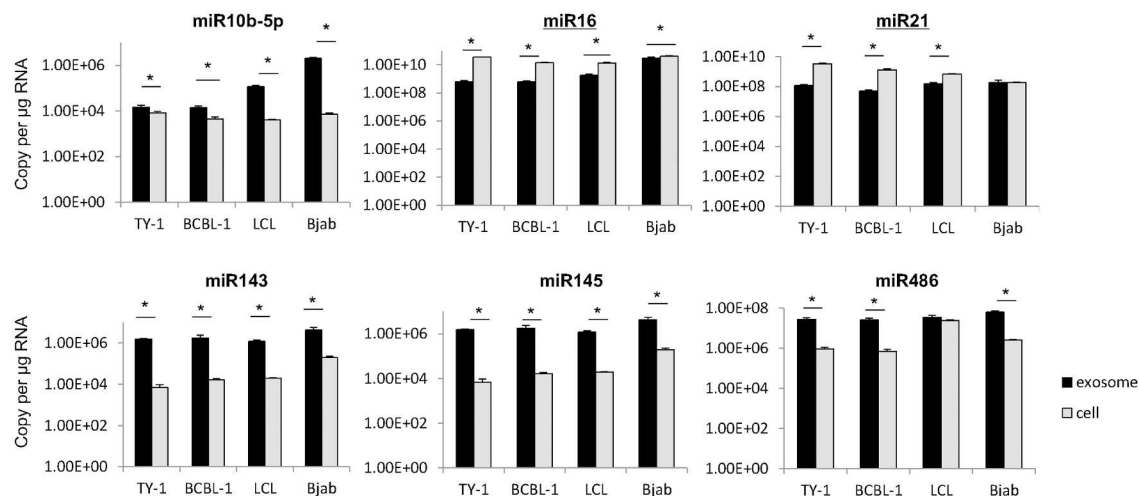 miR10b-5p
*
*
*
*
Copy per µg RNA
1.00E+06
1.00E+04
1.00E+02
1.00E+00
TY-1 BCBL-1 LCL Bjab
miR16
*
*
*
*
1.00E+10
1.00E+08
1.00E+06
1.00E+04
1.00E+02
1.00E+00
TY-1 BCBL-1 LCL Bjab
miR21
*
*
*
1.00E+10
1.00E+08
1.00E+06
1.00E+04
1.00E+02
1.00E+00
TY-1 BCBL-1 LCL Bjab
miR143
*
*
*
*
Copy per µg RNA
1.00E+06
1.00E+04
1.00E+02
1.00E+00
TY-1 BCBL-1 LCL Bjab
miR145
*
*
*
*
1.00E+06
1.00E+04
1.00E+02
1.00E+00
TY-1 BCBL-1 LCL Bjab
miR486
*
*
*
1.00E+08
1.00E+06
1.00E+04
1.00E+02
1.00E+00
TY-1 BCBL-1 LCL Bjab
exosome
cell